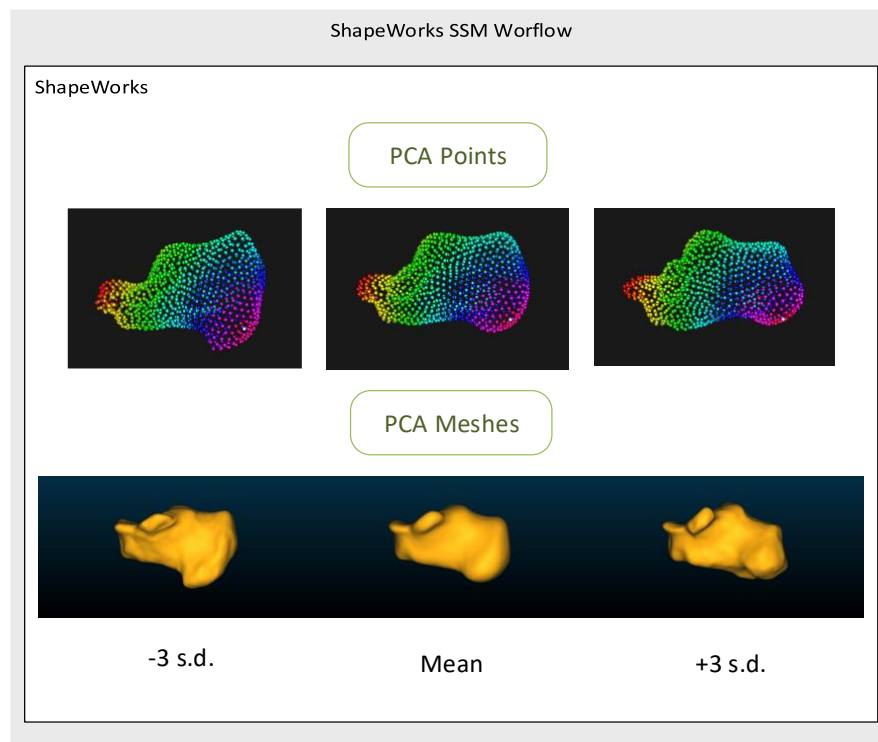 ShapeWorks SSM Worflow
ShapeWorks
PCA Points
PCA Meshes
-3 s.d.
Mean
+3 s.d.